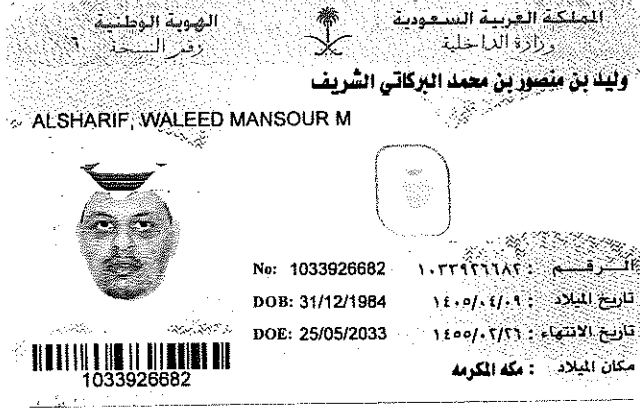 المملكة العربية السعودية
وزارة الداخلية
الهوية الوطنية
رقم النسخة ٦
وليد بن منصور بن محمد البركاتي الشريف
ALSHARIF, WALEED MANSOUR M
No: 1033926682 الرقم : ١٠٣٣٩٢٦٦٨٢
DOB: 31/12/1984 تاريخ الميلاد : ١٤٠٥/٠٤/٠٩
DOE: 25/05/2033 تاريخ الانتهاء : ١٤٥٥/٠٢/٢٦
مكان الميلاد : مكه المكرمه
1033926682